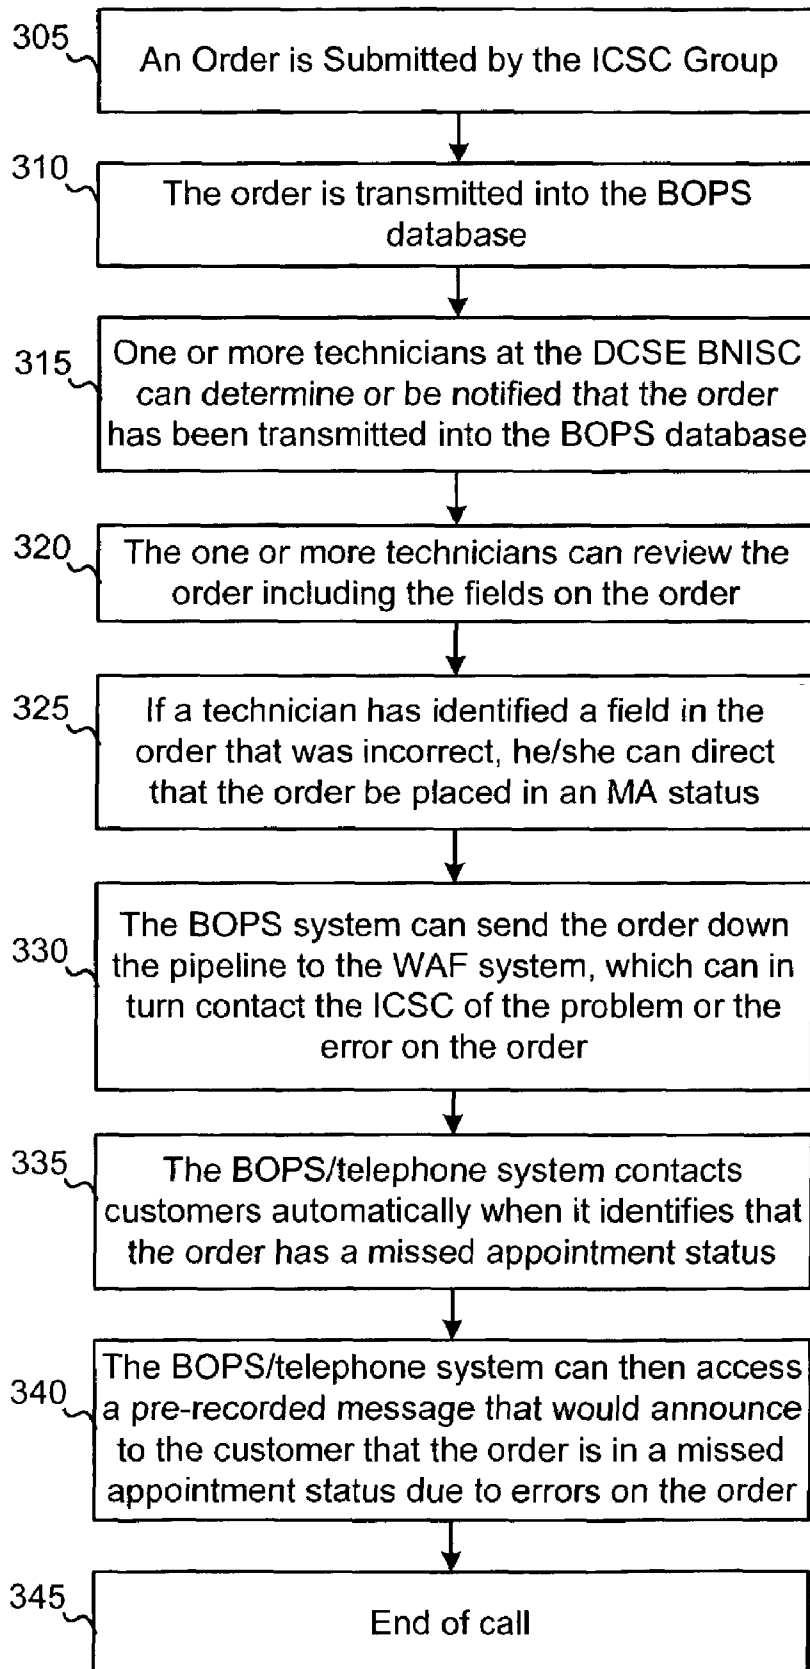 305
An Order is Submitted by the ICSC Group
310
The order is transmitted into the BOPS
database
315
One or more technicians at the DCSE BNISC
can determine or be notified that the order
has been transmitted into the BOPS database
320
The one or more technicians can review the
order including the fields on the order
325
If a technician has identified a field in the
order that was incorrect, he/she can direct
that the order be placed in an MA status
330
The BOPS system can send the order down
the pipeline to the WAF system, which can in
turn contact the ICSC of the problem or the
error on the order
335
The BOPS/telephone system contacts
customers automatically when it identifies that
the order has a missed appointment status
340
The BOPS/telephone system can then access
a pre-recorded message that would announce
to the customer that the order is in a missed
appointment status due to errors on the order
345
End of call